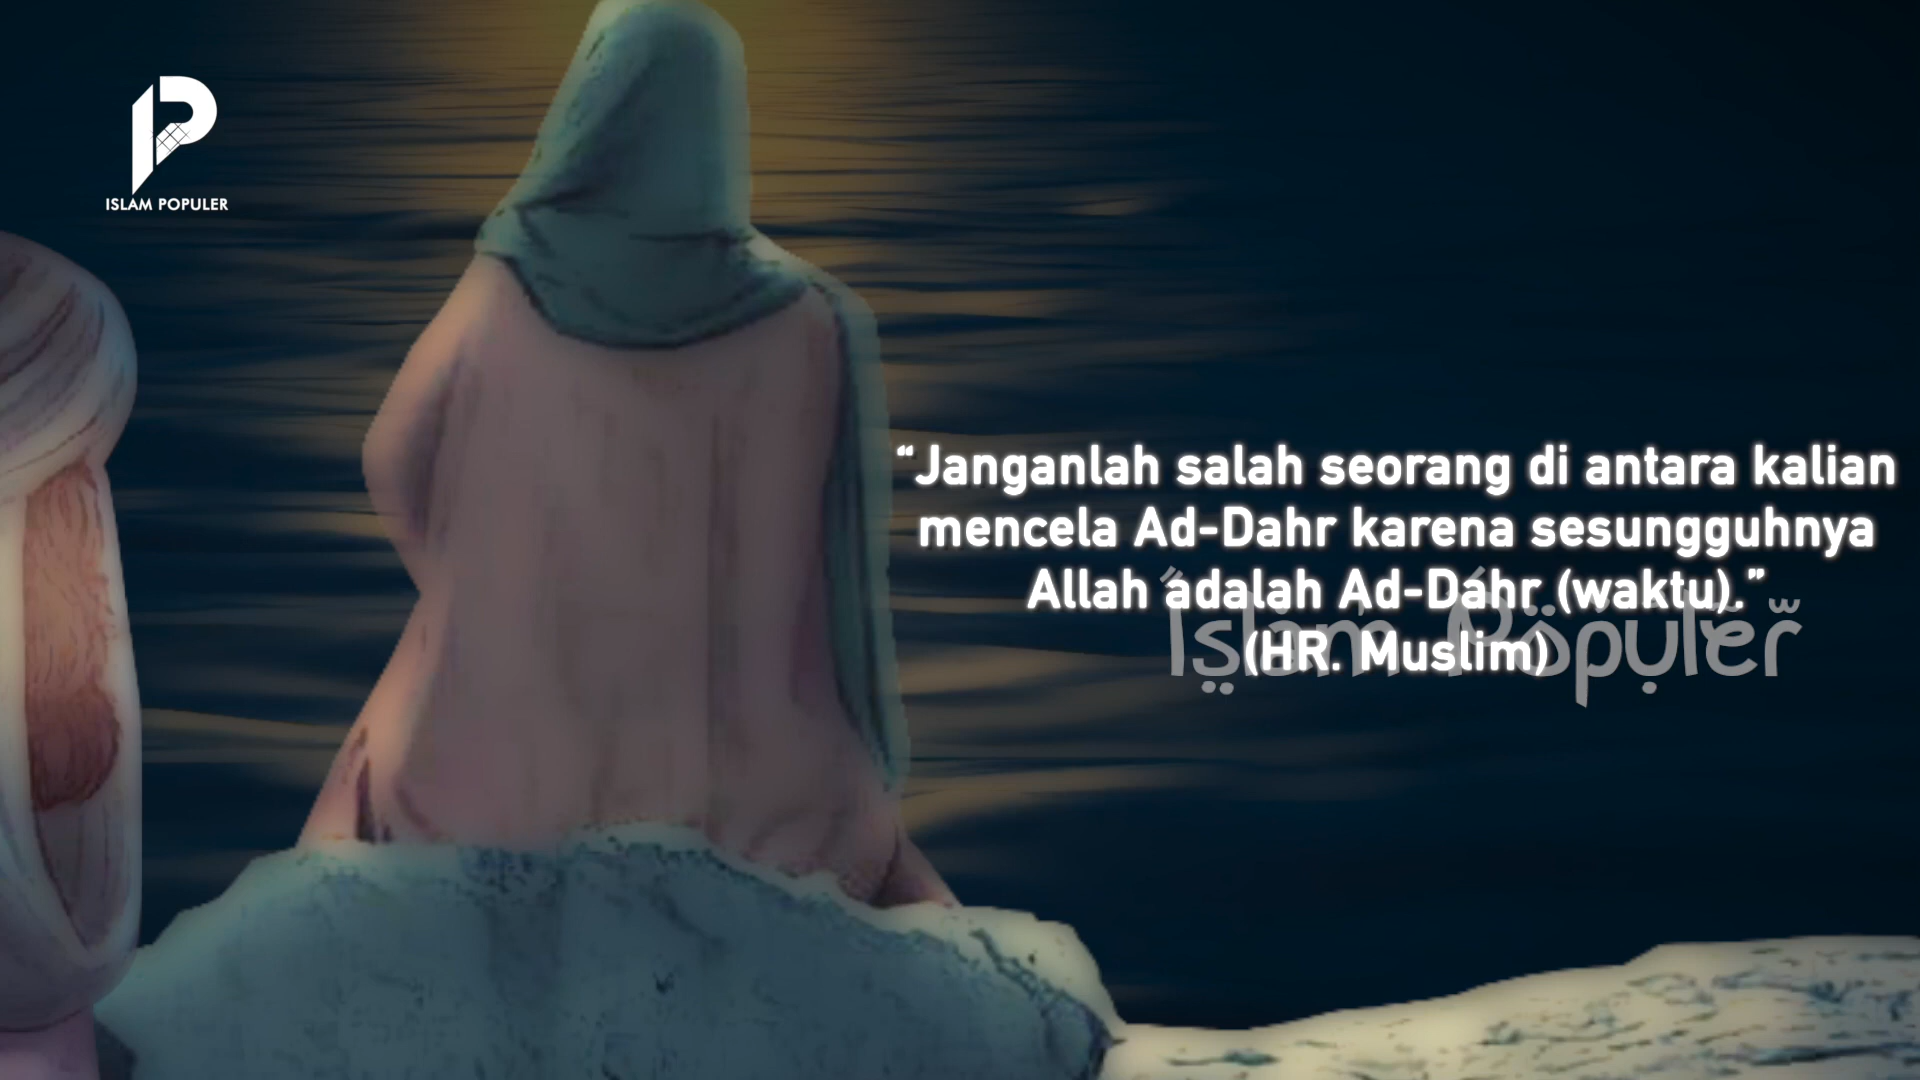 ISLAM POPULER
“Janganlah salah seorang di antara kalian
mencela Ad-Dahr karena sesungguhnya
Allah adalah Ad-Dahr (waktu).”
(HR. Muslim)
Islam Populer